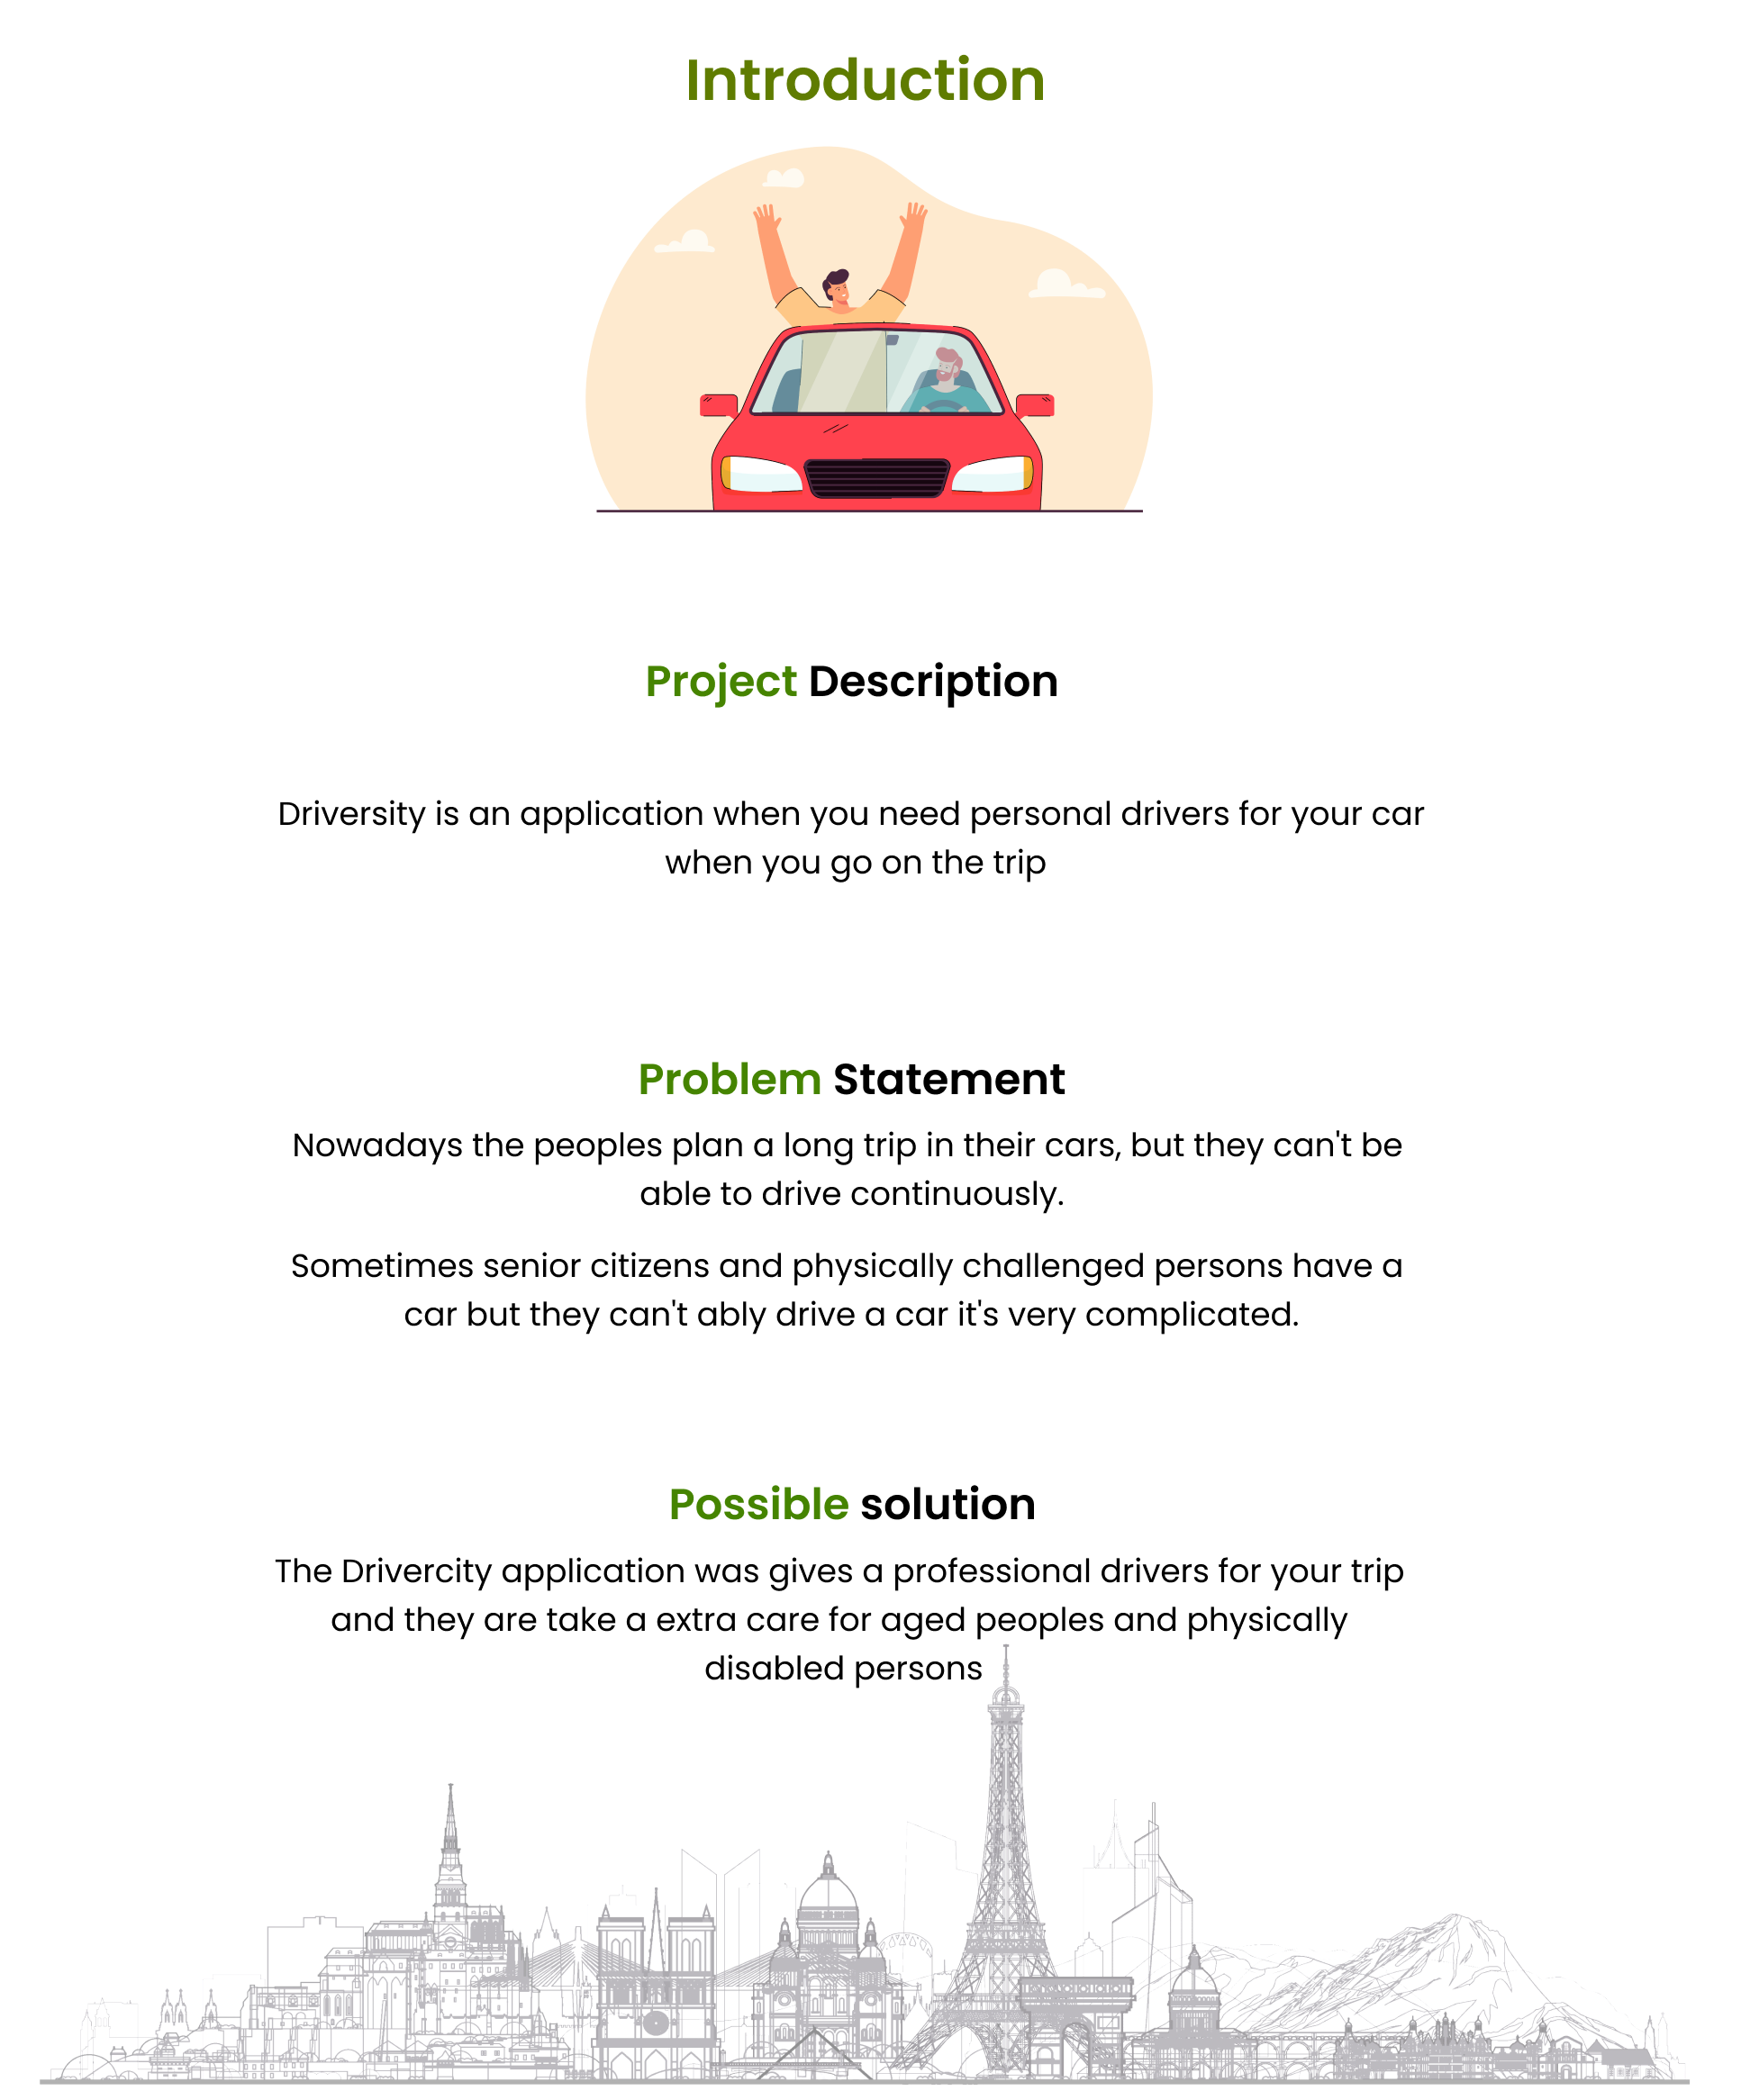 Introduction
Project Description
Driversity is an application when you need personal drivers for your car
when you go on the trip
Problem Statement
Nowadays the peoples plan a long trip in their cars, but they can't be
able to drive continuously.
Sometimes senior citizens and physically challenged persons have a
car but they can't ably drive a car it's very complicated.
Possible solution
The Drivercity application was gives a professional drivers for your trip
and they are take a extra care for aged peoples and physically
disabled persons